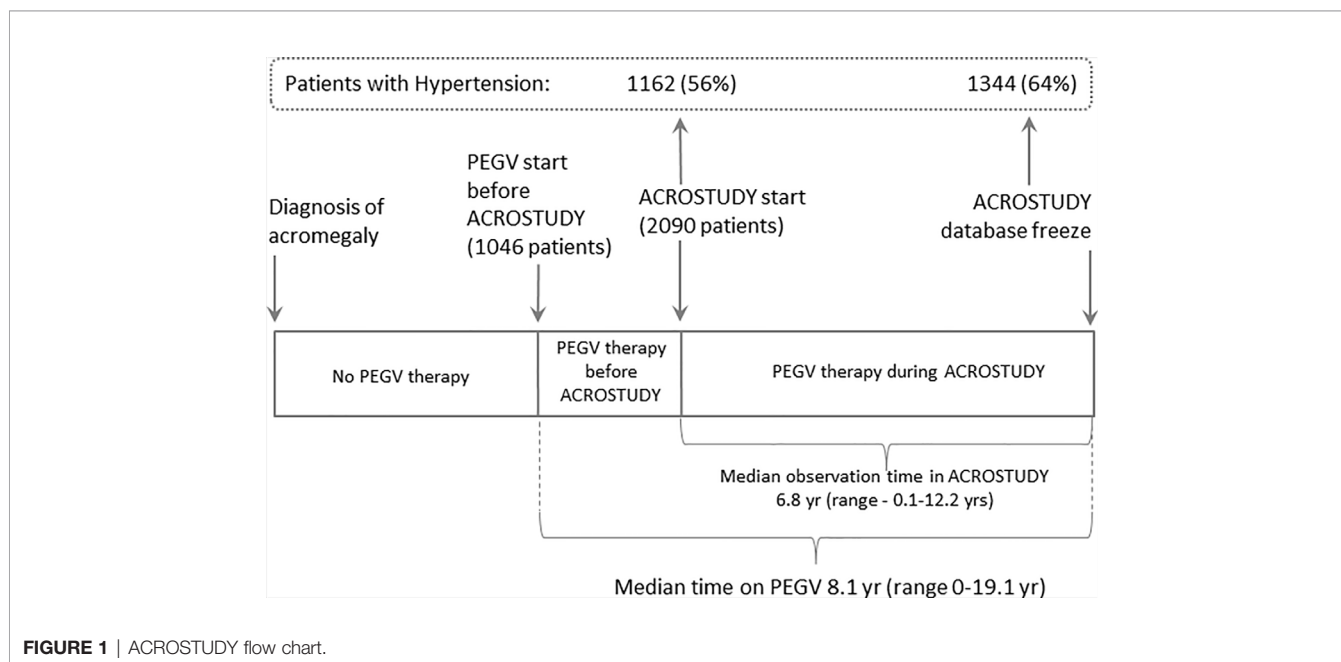 Patients with Hypertension: 1162 (56%) 1344 (64%)
Diagnosis of
acromegaly
PEGV start
before
ACROSTUDY
(1046 patients)
ACROSTUDY start
(2090 patients)
ACROSTUDY
database freeze
No PEGV therapy
PEGV therapy
before
ACROSTUDY
PEGV therapy during ACROSTUDY
Median observation time in ACROSTUDY
6.8 yr (range - 0.1-12.2 yrs)
Median time on PEGV 8.1 yr (range 0-19.1 yr)
FIGURE 1 | ACROSTUDY flow chart.